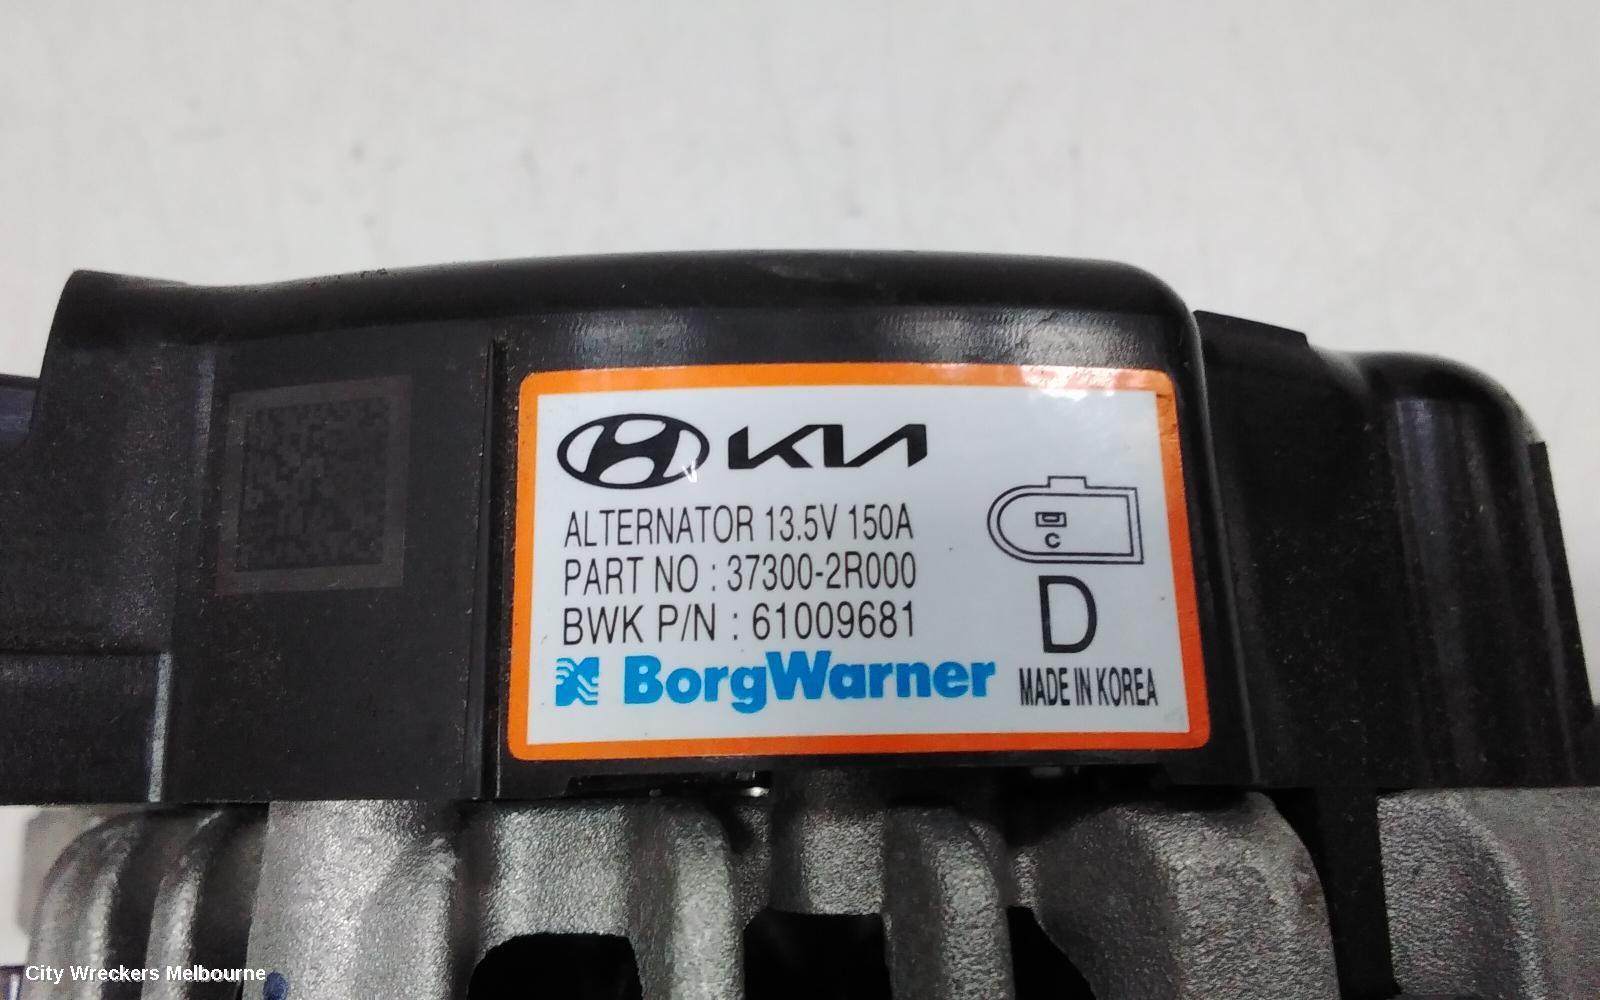 KIA
ALTERNATOR 13.5V 150A
PART NO : 37300-2R000
BWK P/N : 61009681
BorgWarner
C
D
MADE IN KOREA
City Wreckers Melbourne